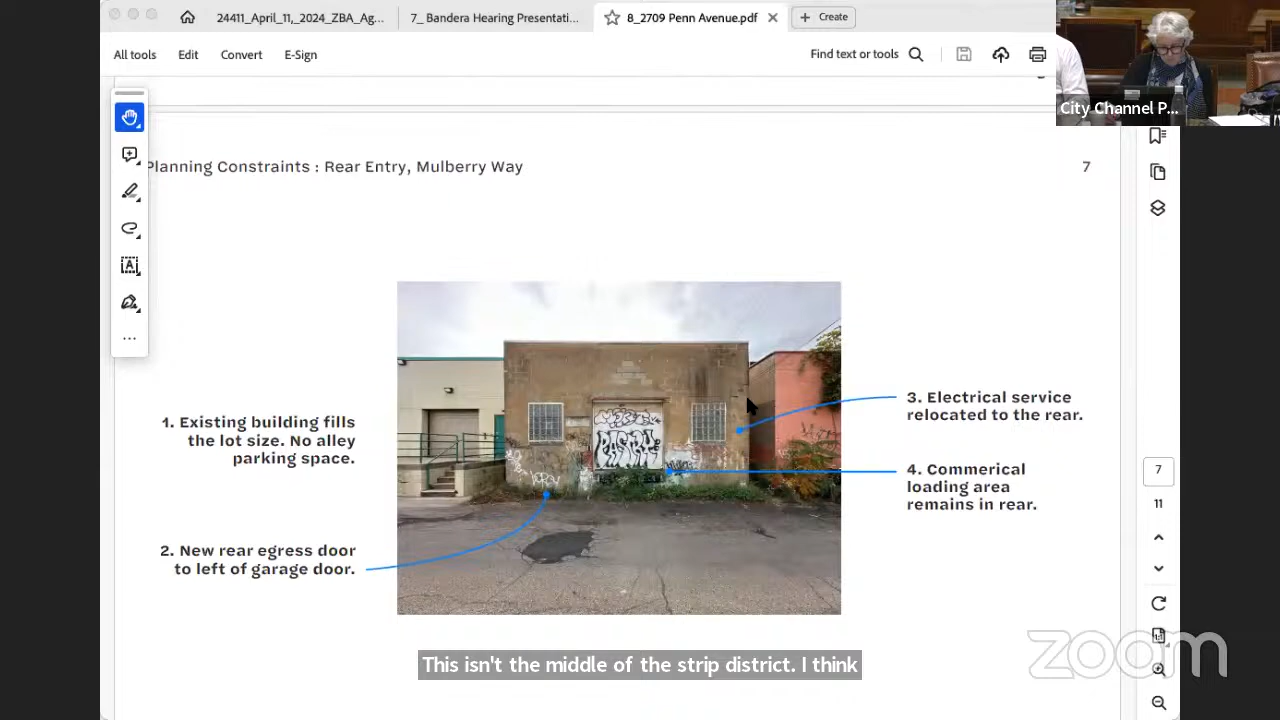 24411_April_11,_2024_ZBA_Ag...
7_ Bandera Hearing Presentati...
8_2709 Penn Avenue.pdf
Create
All tools
Edit
Convert
E-Sign
Find text or tools
City Channel P...
Planning Constraints : Rear Entry, Mulberry Way
7
1. Existing building fills
the lot size. No alley
parking space.
2. New rear egress door
to left of garage door.
3. Electrical service
relocated to the rear.
4. Commerical
loading area
remains in rear.
7
11
This isn't the middle of the strip district. I think
zoom